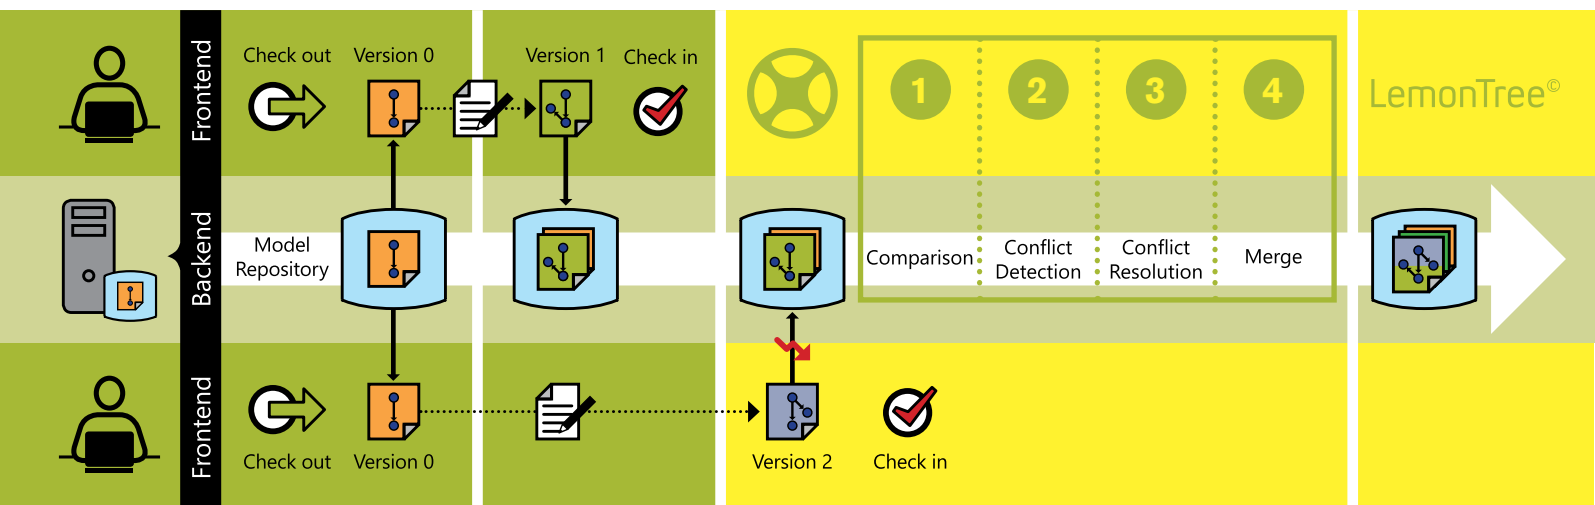 Frontend
Check out
Version 0
Version 1
Check in
1
2
3
4
LemonTree©
Backend
Model
Repository
Comparison
Conflict
Detection
Conflict
Resolution
Merge
Frontend
Check out
Version 0
Version 2
Check in